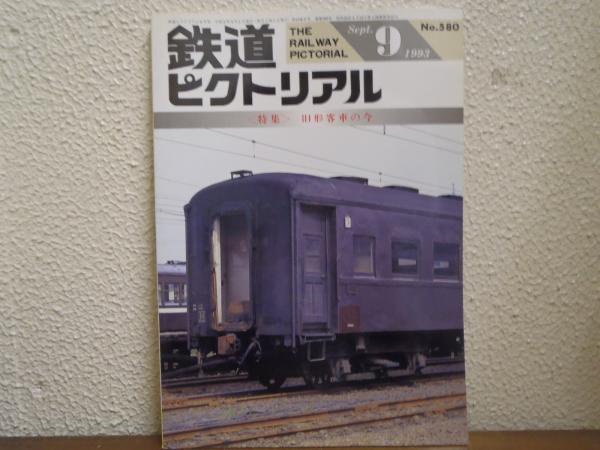 鉄道
ピクトリアル
THE
RAILWAY
PICTORIAL
Sept. 9 1993
No.580
<特集> 旧形客車の今